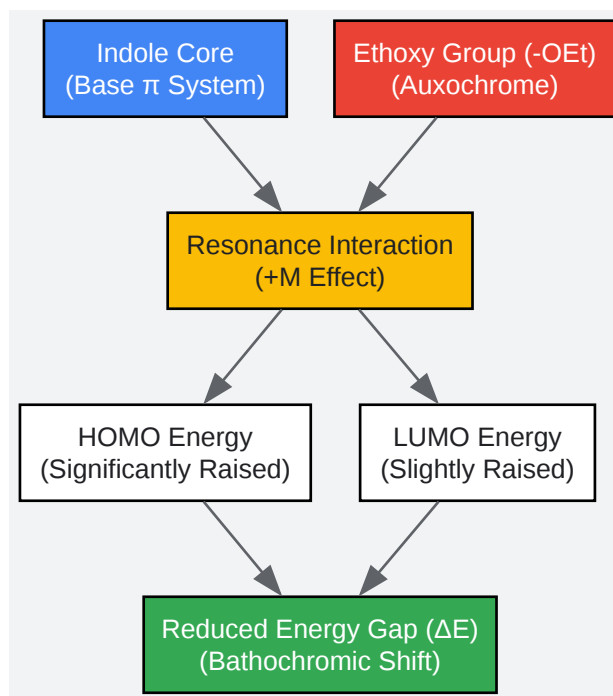 Indole Core
(Base π System)
Ethoxy Group (-OEt)
(Auxochrome)
Resonance Interaction
(+M Effect)
HOMO Energy
(Significantly Raised)
LUMO Energy
(Slightly Raised)
Reduced Energy Gap (ΔE)
(Bathochromic Shift)